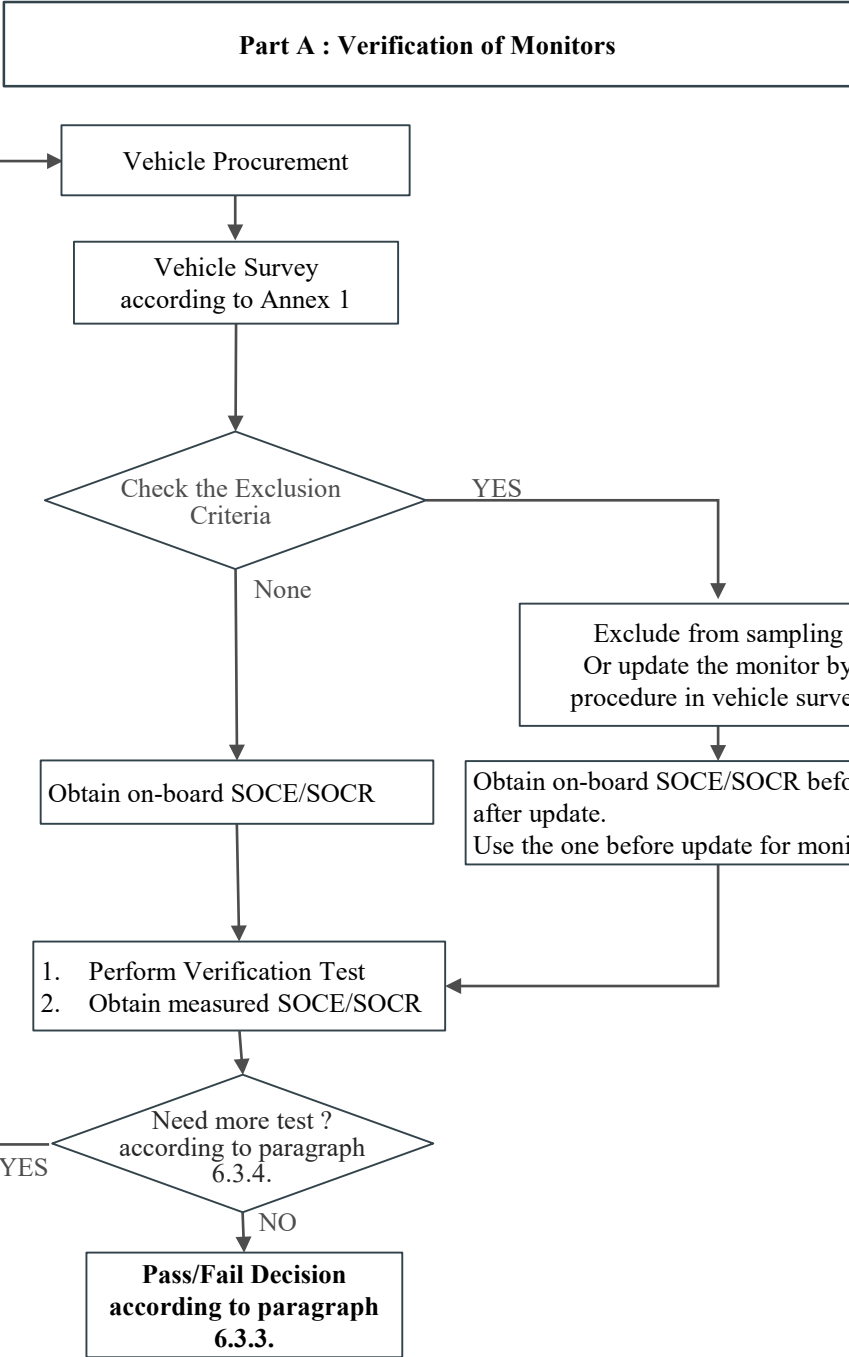 Part A : Verification of Monitors
Vehicle Procurement
Vehicle Survey
according to Annex 1
Check the Exclusion
Criteria
YES
None
Exclude from sampling
Or update the monitor by
procedure in vehicle
Obtain on-board SOCE/SOCR
Obtain on-board SOCE/SOCR
after update.
Use the one before update for
1. Perform Verification Test
2. Obtain measured SOCE/SOCR
Need more test ?
according to paragraph
6.3.4.
YES
NO
Pass/Fail Decision
according to paragraph
6.3.3.